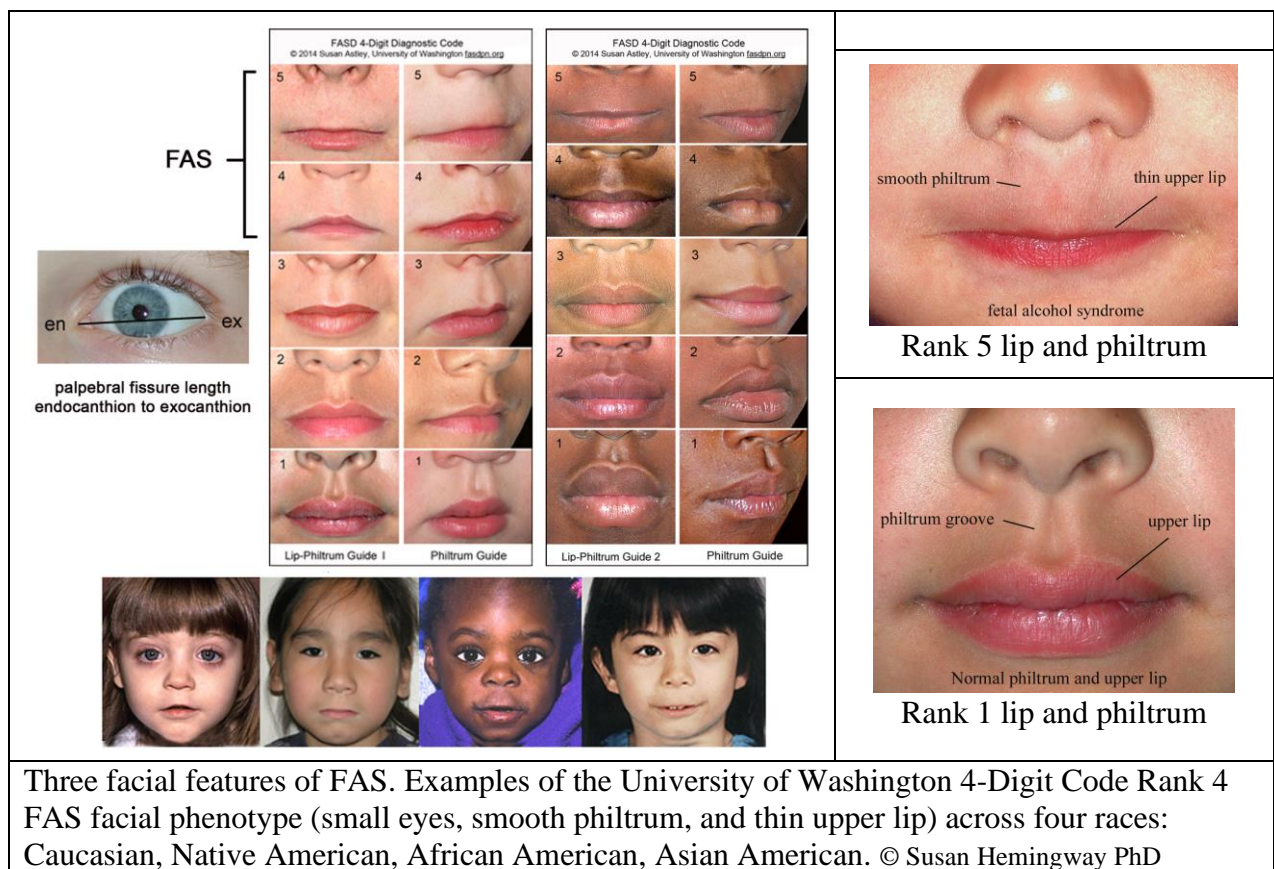 FASD 4-Digit Diagnostic Code
© 2014 Susan Astley, University of Washington fasdpn.org
FAS
5
5
4
4
3
3
2
2
1
1
Lip-Philtrum Guide I
Philtrum Guide
FASD 4-Digit Diagnostic Code
© 2014 Susan Astley, University of Washington fasdpn.org
5
5
4
4
3
3
2
2
1
1
Lip-Philtrum Guide 2
Philtrum Guide
en
ex
palpebral fissure length
endocanthion to exocanthion
smooth philtrum
thin upper lip
fetal alcohol syndrome
Rank 5 lip and philtrum
philtrum groove
upper lip
Normal philtrum and upper lip
Rank 1 lip and philtrum
Three facial features of FAS. Examples of the University of Washington 4-Digit Code Rank 4
FAS facial phenotype (small eyes, smooth philtrum, and thin upper lip) across four races:
Caucasian, Native American, African American, Asian American. © Susan Hemingway PhD